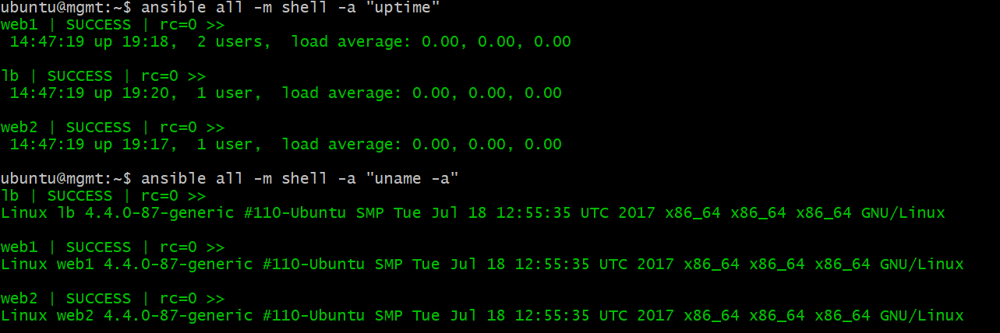 ubuntu@mgmt:~$ ansible all -m shell -a "uptime"
web1 | SUCCESS | rc=0 >>
 14:47:19 up 19:18,  2 users,  load average: 0.00, 0.00, 0.00

lb | SUCCESS | rc=0 >>
 14:47:19 up 19:20,  1 user,  load average: 0.00, 0.00, 0.00

web2 | SUCCESS | rc=0 >>
 14:47:19 up 19:17,  1 user,  load average: 0.00, 0.00, 0.00

ubuntu@mgmt:~$ ansible all -m shell -a "uname -a"
lb | SUCCESS | rc=0 >>
Linux lb 4.4.0-87-generic #110-Ubuntu SMP Tue Jul 18 12:55:35 UTC 2017 x86_64 x86_64 x86_64 GNU/Linux

web1 | SUCCESS | rc=0 >>
Linux web1 4.4.0-87-generic #110-Ubuntu SMP Tue Jul 18 12:55:35 UTC 2017 x86_64 x86_64 x86_64 GNU/Linux

web2 | SUCCESS | rc=0 >>
Linux web2 4.4.0-87-generic #110-Ubuntu SMP Tue Jul 18 12:55:35 UTC 2017 x86_64 x86_64 x86_64 GNU/Linux